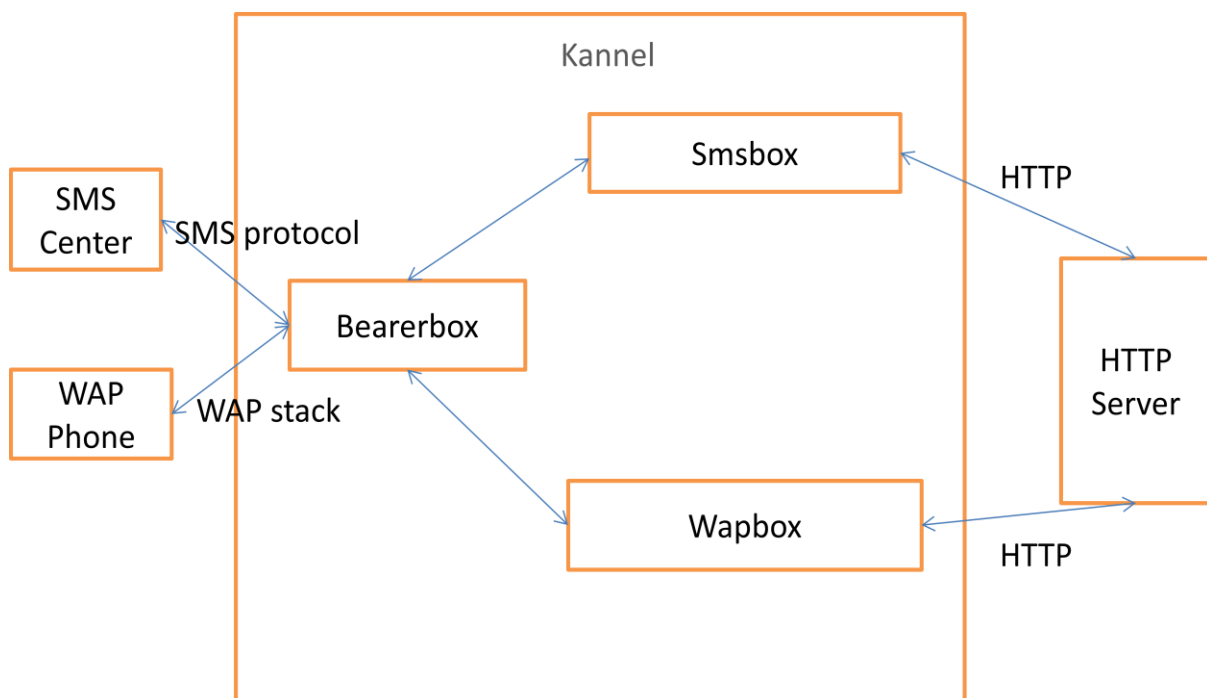 Kannel
Smsbox
HTTP
SMS
Center
SMS protocol
Bearerbox
HTTP
Server
WAP
Phone
WAP stack
Wapbox
HTTP